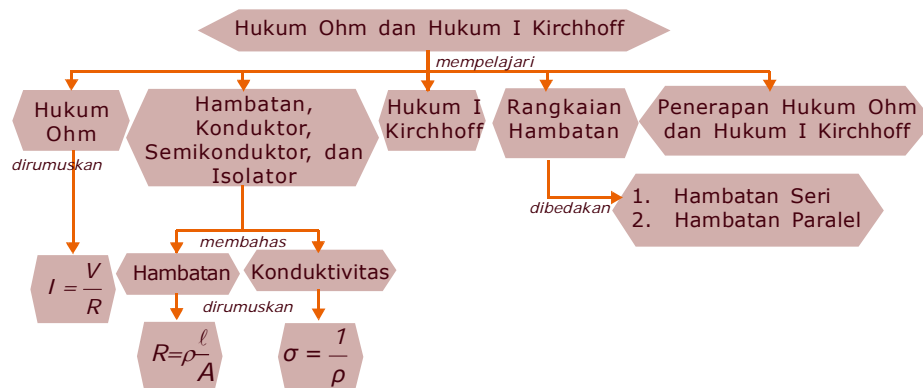 Hukum Ohm dan Hukum I Kirchhoff
mempelajari
Hukum
Ohm
Hambatan,
Konduktor,
Semikonduktor, dan
Isolator
Hukum I
Kirchhoff
Rangkaian
Hambatan
Penerapan Hukum Ohm
dan Hukum I Kirchhoff
dirumuskan
dibedakan
1. Hambatan Seri
2. Hambatan Paralel
membahas
I = V/R
Hambatan
Konduktivitas
dirumuskan
R=ρℓ/A
σ = 1/ρ